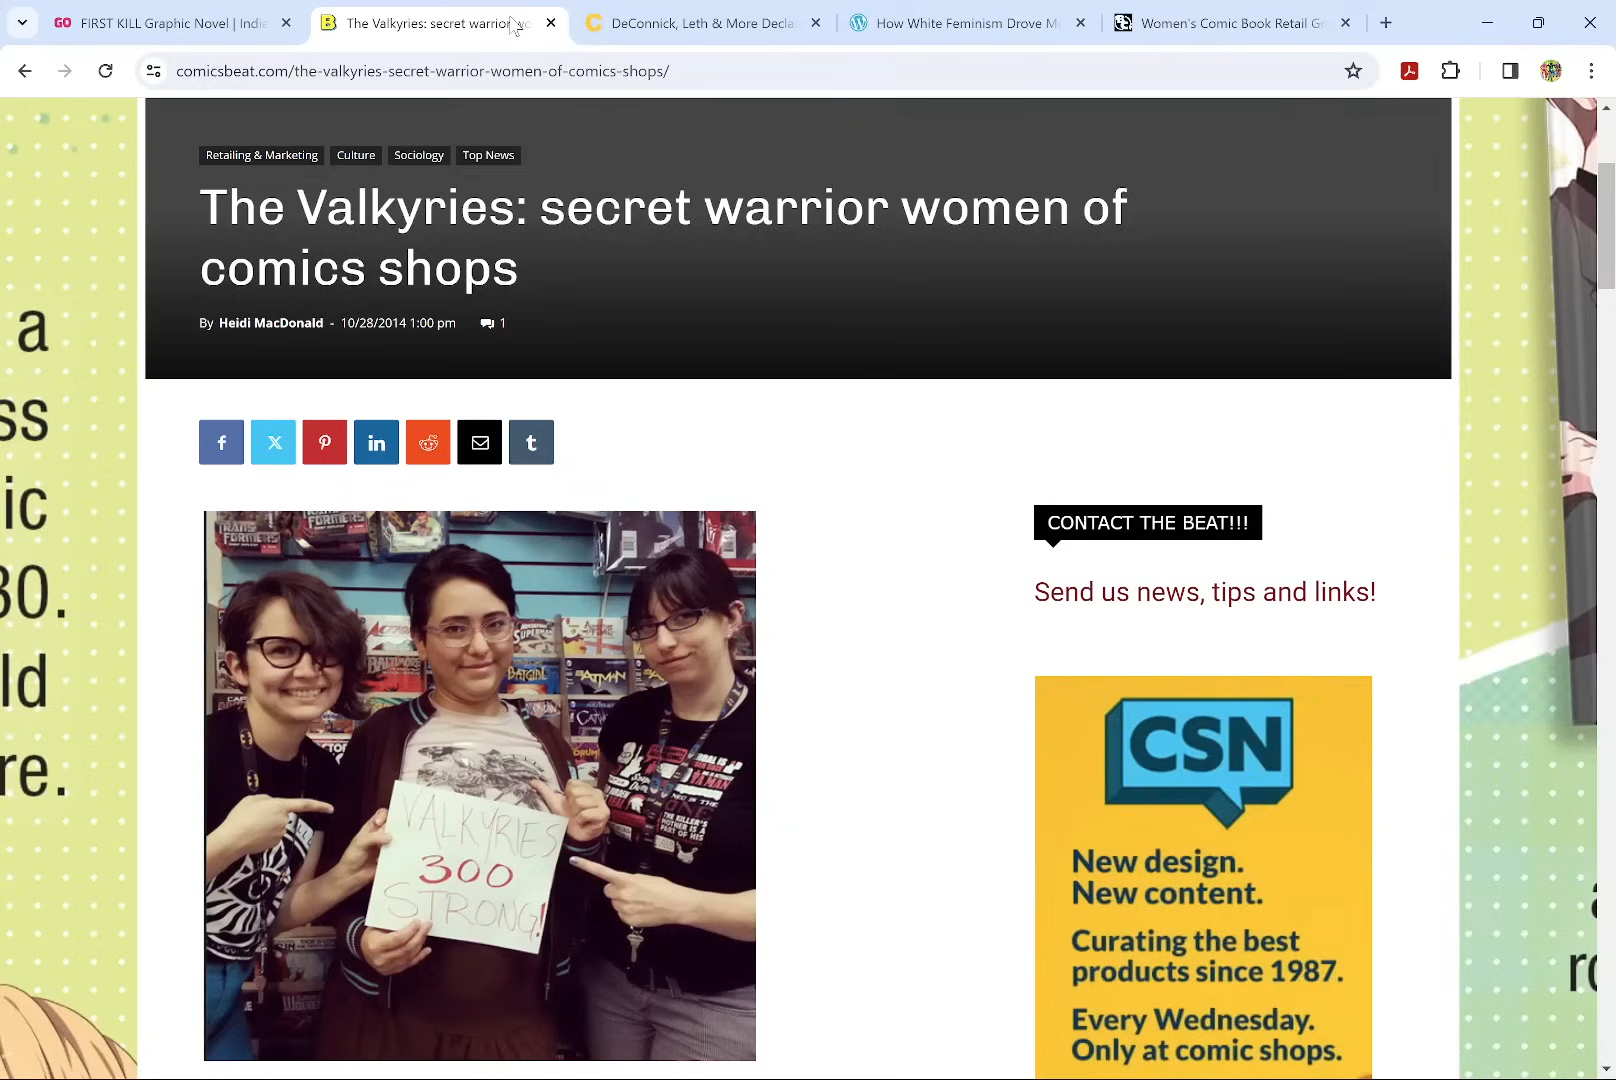 FIRST KILL Graphic Novel | Indie
The Valkyries: secret warrior wo
DeConnick, Leth & More Decla
How White Feminism Drove M
Women's Comic Book Retail Gr
comicsbeat.com/the-valkyries-secret-warrior-women-of-comics-shops/
Retailing & Marketing Culture Sociology Top News
The Valkyries: secret warrior women of
comics shops
By Heidi MacDonald - 10/28/2014 1:00 pm 1
VALKYRIES
300
STRONG!
BATGIRL
BATMAN
CONTACT THE BEAT!!!
Send us news, tips and links!
CSN
New design.
New content.
Curating the best
products since 1987.
Every Wednesday.
Only at comic shops.
a
ss
ic
30.
ld
re.